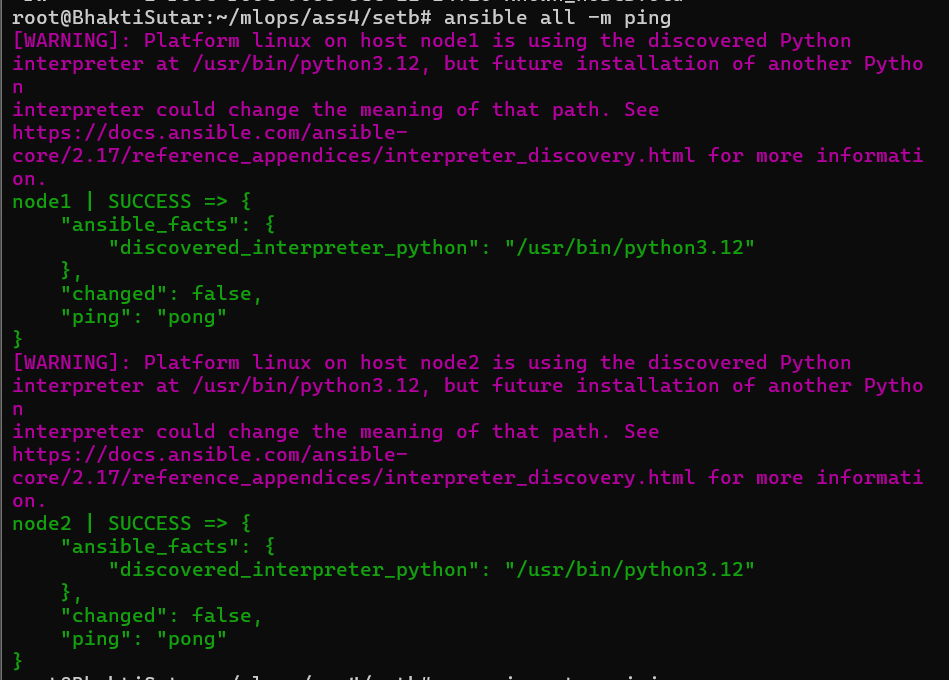 root@BhaktiSutar:~/mlops/ass4/setb# ansible all -m ping
[WARNING]: Platform linux on host node1 is using the discovered Python
interpreter at /usr/bin/python3.12, but future installation of another Pytho
n
interpreter could change the meaning of that path. See
https://docs.ansible.com/ansible-
core/2.17/reference_appendices/interpreter_discovery.html for more informati
on.
node1 | SUCCESS => {
    "ansible_facts": {
        "discovered_interpreter_python": "/usr/bin/python3.12"
    },
    "changed": false,
    "ping": "pong"
}
[WARNING]: Platform linux on host node2 is using the discovered Python
interpreter at /usr/bin/python3.12, but future installation of another Pytho
n
interpreter could change the meaning of that path. See
https://docs.ansible.com/ansible-
core/2.17/reference_appendices/interpreter_discovery.html for more informati
on.
node2 | SUCCESS => {
    "ansible_facts": {
        "discovered_interpreter_python": "/usr/bin/python3.12"
    },
    "changed": false,
    "ping": "pong"
}